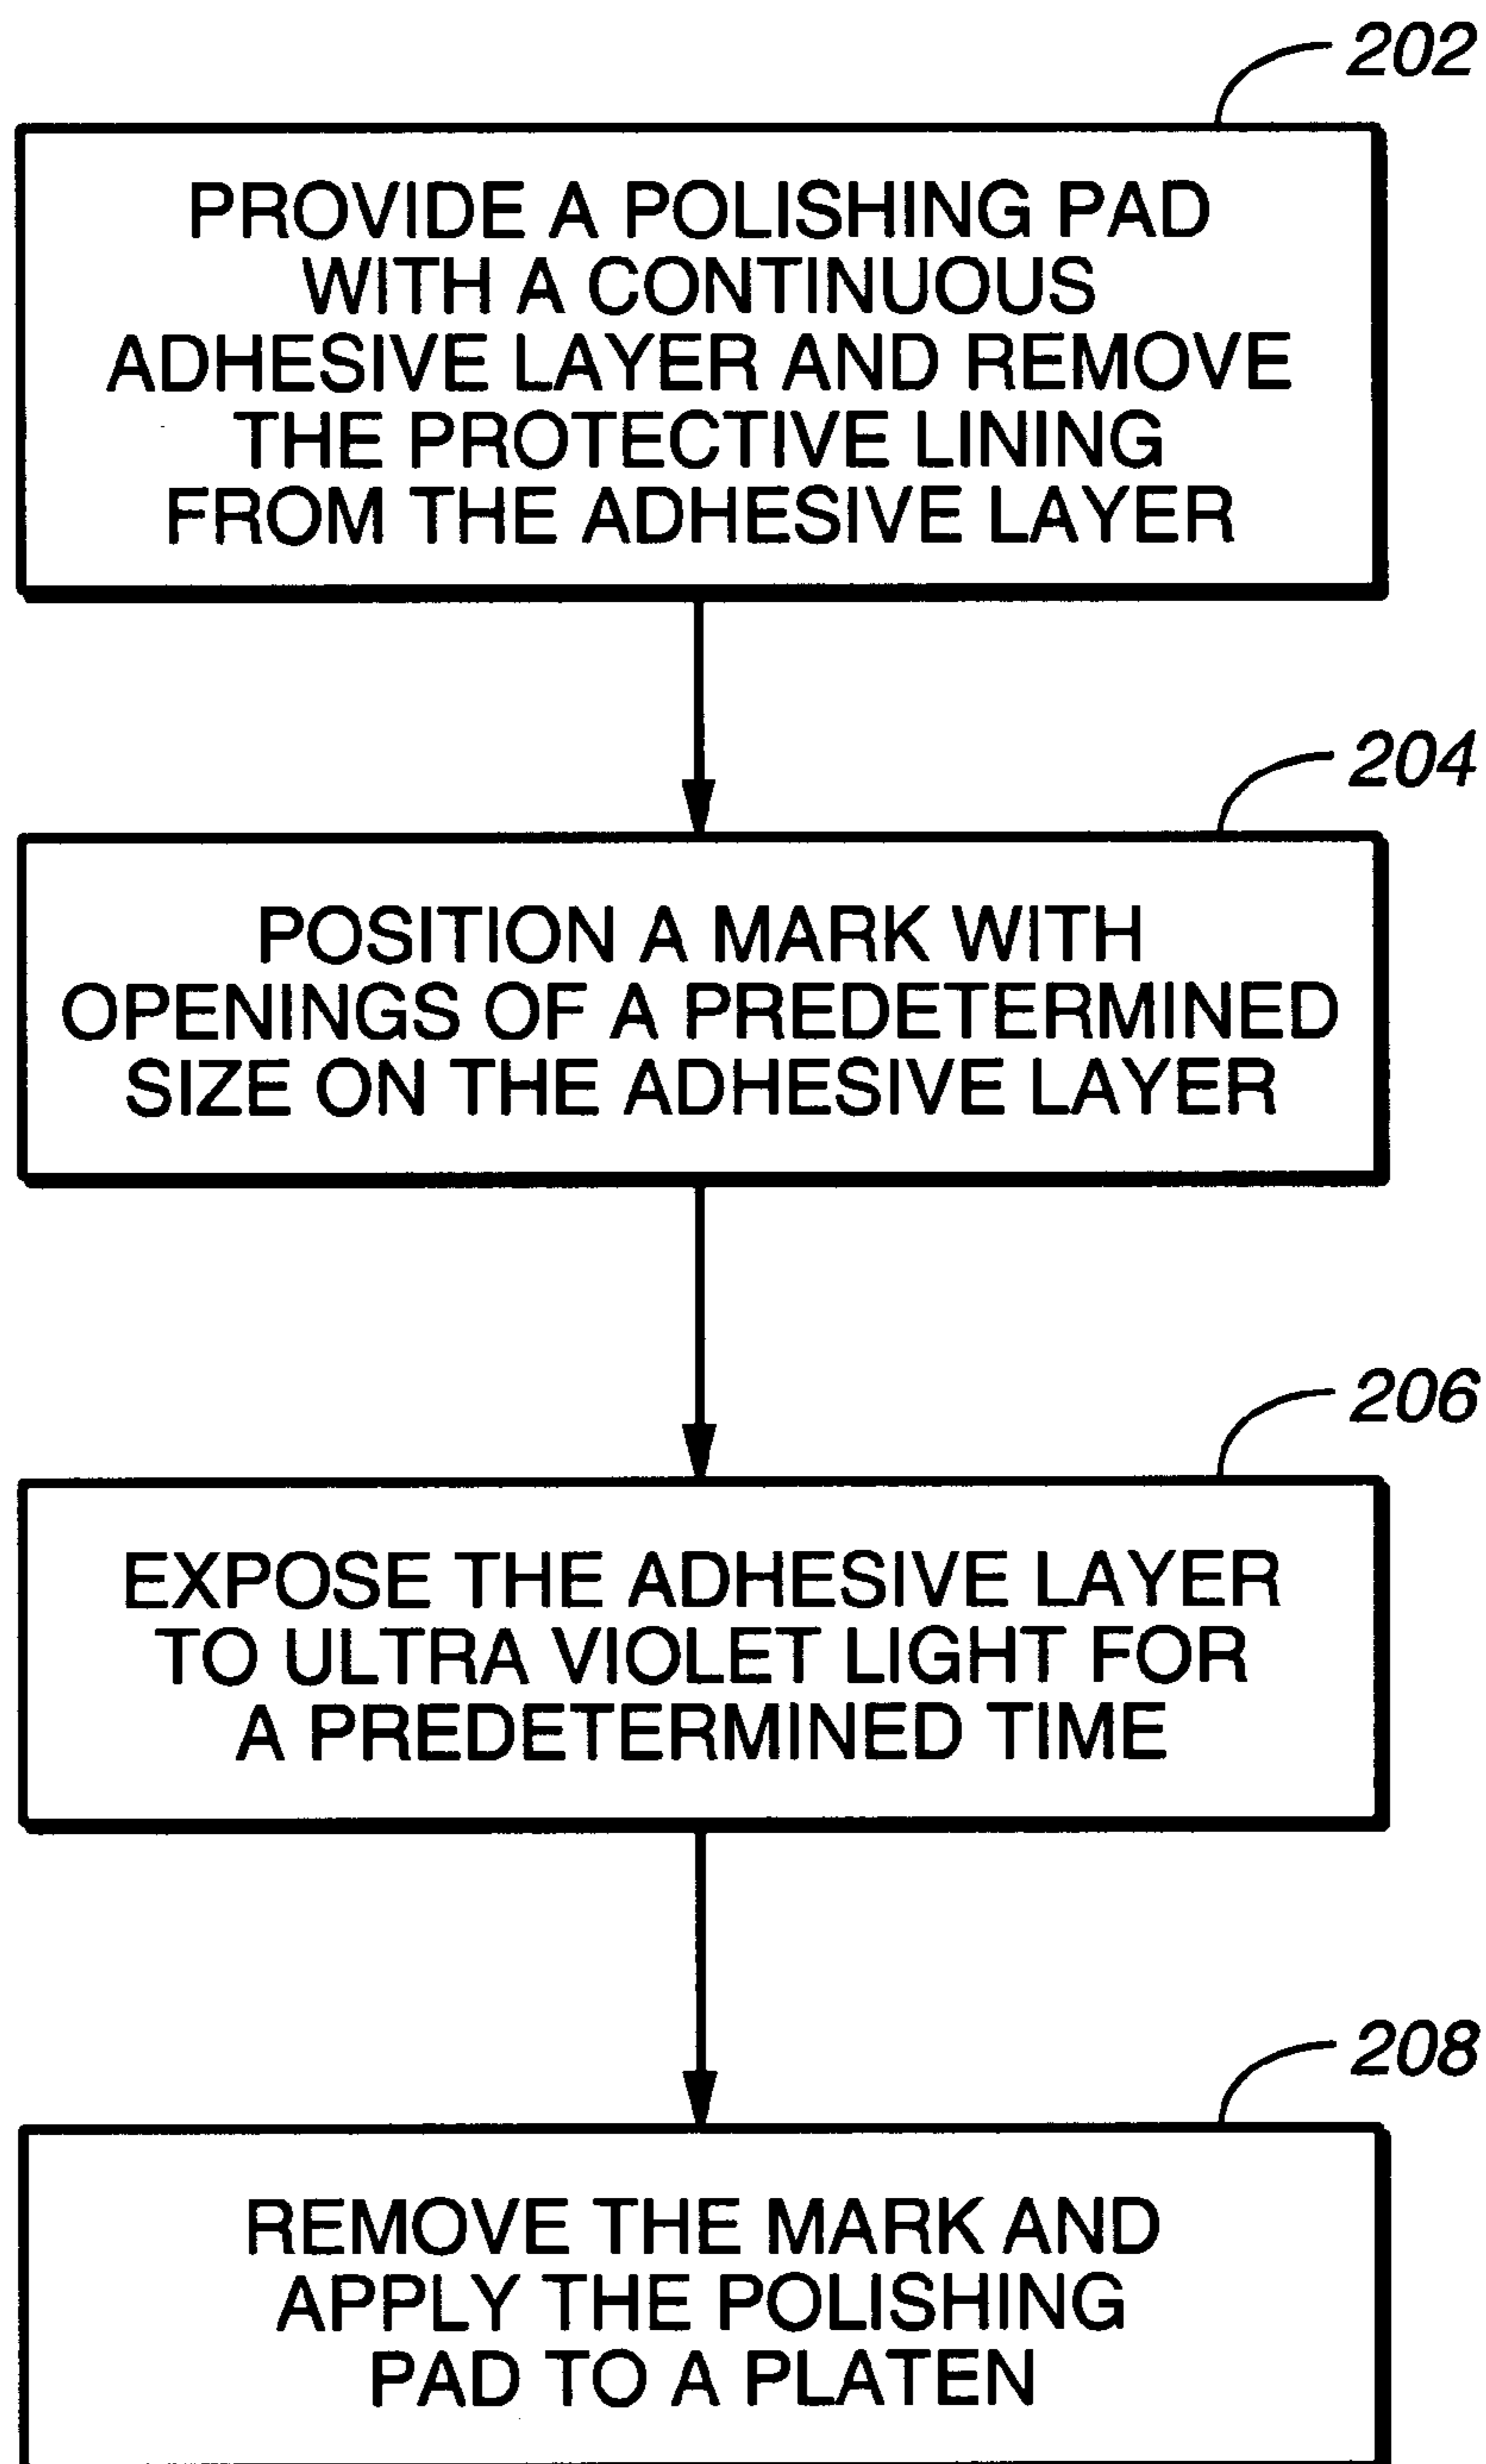 202
PROVIDE A POLISHING PAD
WITH A CONTINUOUS
ADHESIVE LAYER AND REMOVE
THE PROTECTIVE LINING
FROM THE ADHESIVE LAYER
204
POSITION A MARK WITH
OPENINGS OF A PREDETERMINED
SIZE ON THE ADHESIVE LAYER
206
EXPOSE THE ADHESIVE LAYER
TO ULTRA VIOLET LIGHT FOR
A PREDETERMINED TIME
208
REMOVE THE MARK AND
APPLY THE POLISHING
PAD TO A PLATEN